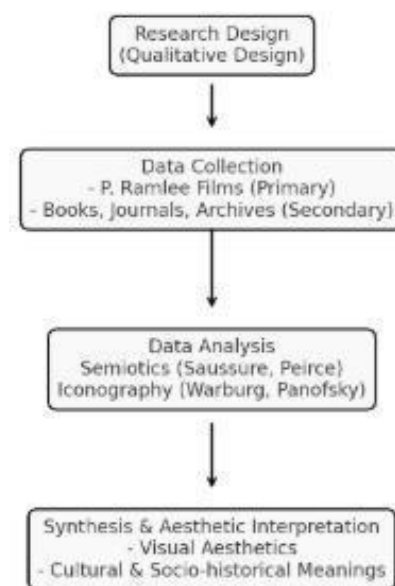 Research Design
(Qualitative Design)
Data Collection
- P. Ramlee Films (Primary)
- Books, Journals, Archives (Secondary)
Data Analysis
Semiotics (Saussure, Peirce)
Iconography (Warburg, Panofsky)
Synthesis & Aesthetic Interpretation
- Visual Aesthetics
- Cultural & Socio-historical Meanings